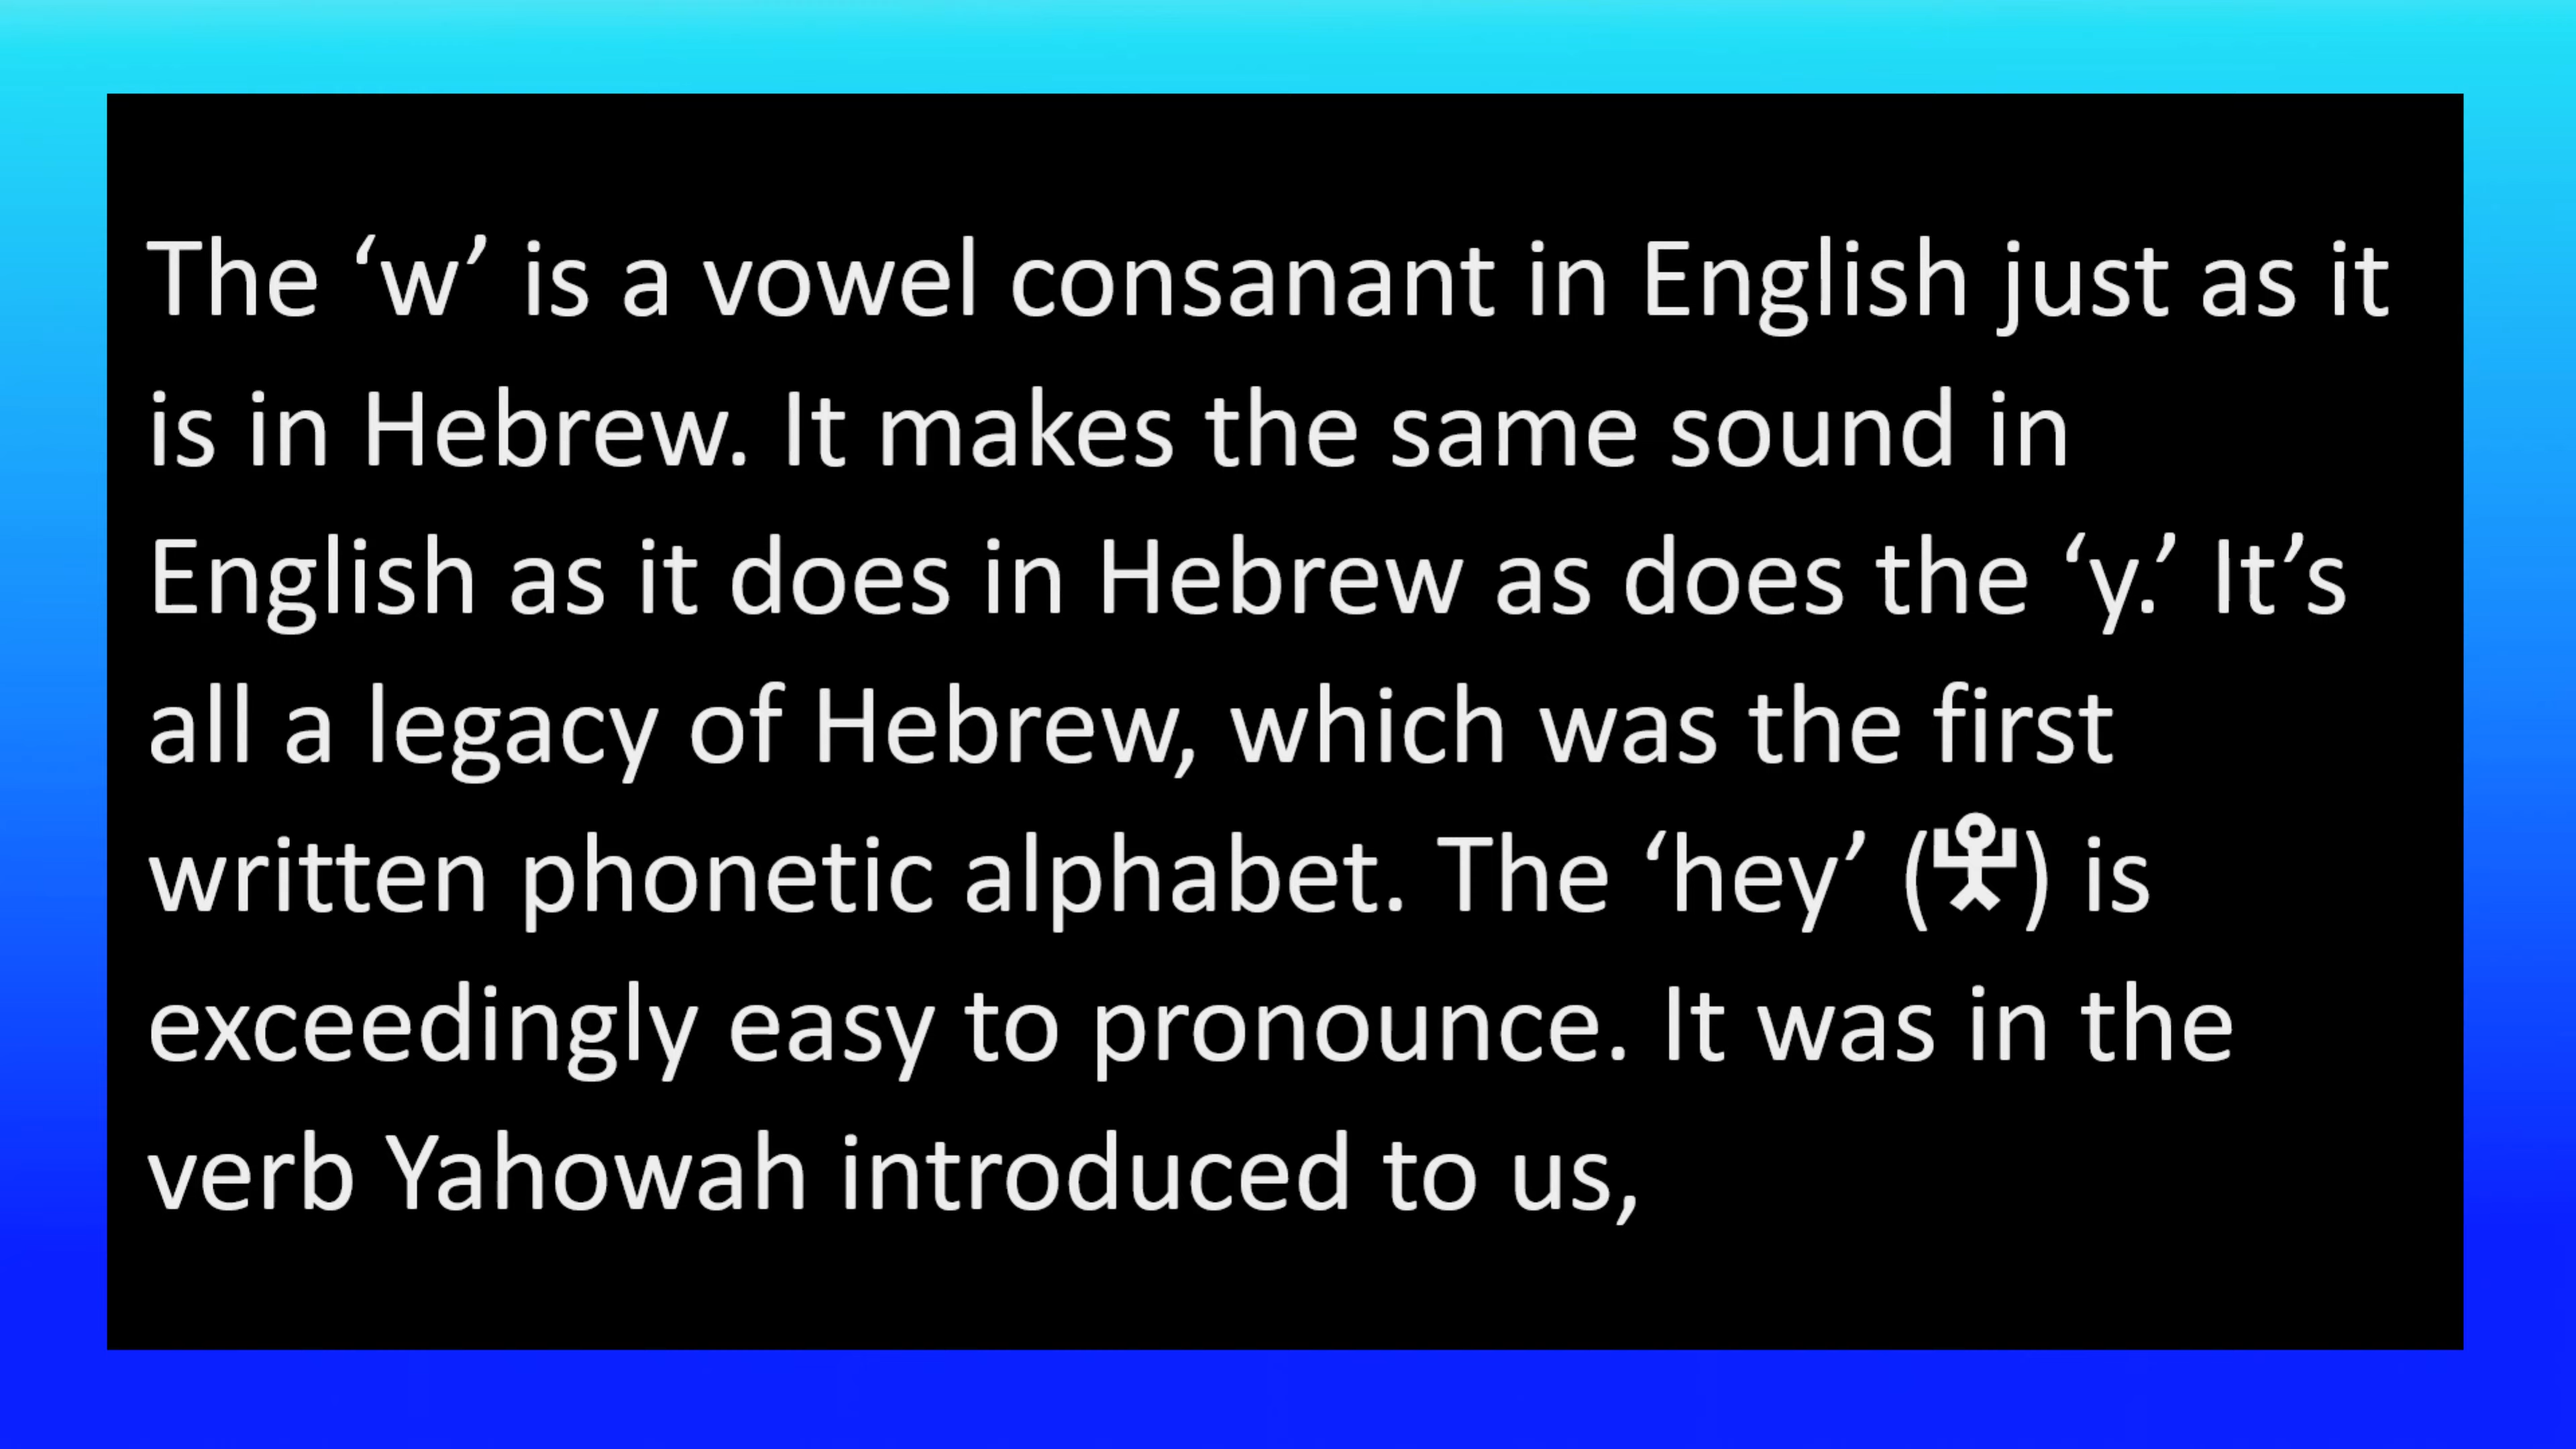 The ‘w’ is a vowel consanant in English just as it
is in Hebrew. It makes the same sound in
English as it does in Hebrew as does the ‘y.’ It’s
all a legacy of Hebrew, which was the first
written phonetic alphabet. The ‘hey’ (𓀠) is
exceedingly easy to pronounce. It was in the
verb Yahowah introduced to us,